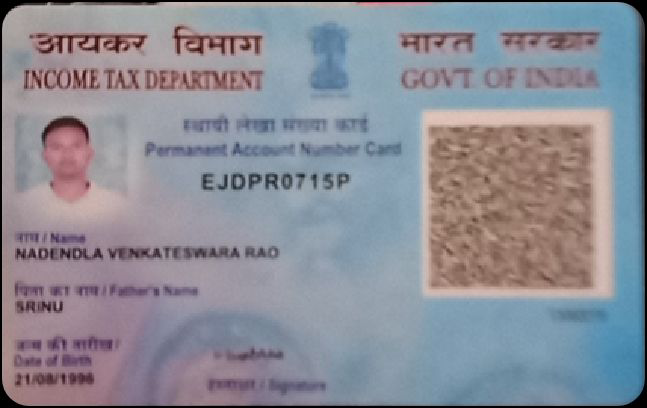 आयकर विभाग
INCOME TAX DEPARTMENT
भारत सरकार
GOVT. OF INDIA
स्थायी लेखा संख्या कार्ड
Permanent Account Number Card
EJDPR0715P
नाम / Name
NADENDLA VENKATESWARA RAO
पिता का नाम / Father's Name
SRINU
जन्म की तारीख/
Date of Birth
21/08/1996
हस्ताक्षर / Signature